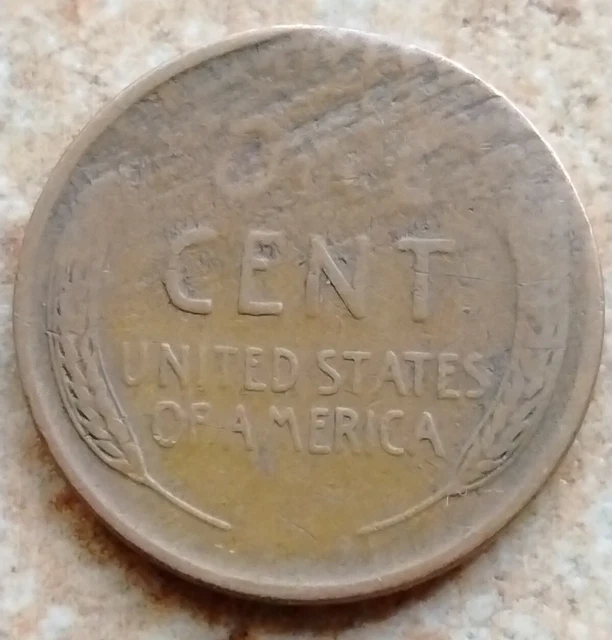 O
CENT
UNITED STATES
OF AMERICA